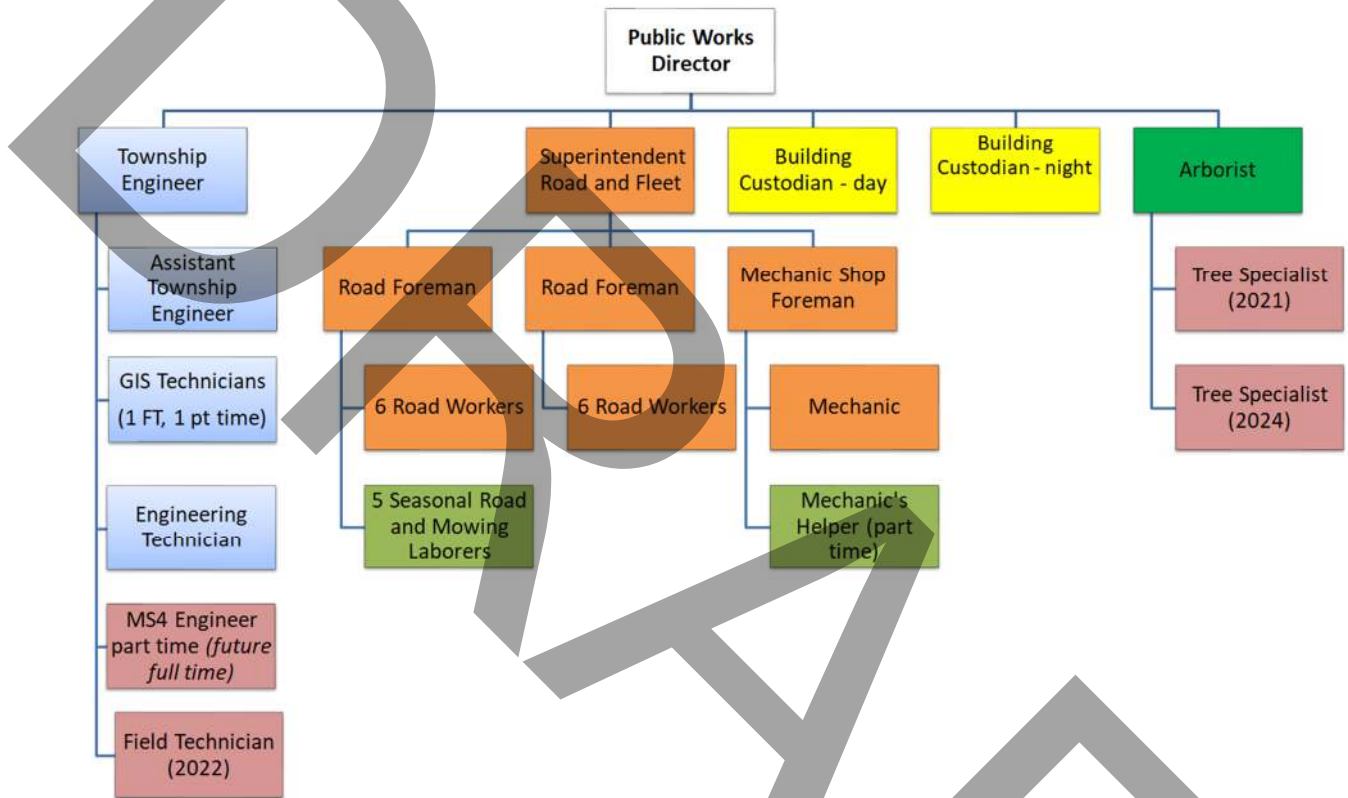 Public Works
Director
Township
Engineer
Superintendent
Road and Fleet
Building
Custodian - day
Building
Custodian - night
Arborist
Assistant
Township
Engineer
GIS Technicians
(1 FT, 1 pt time)
Engineering
Technician
MS4 Engineer
part time (future
full time)
Field Technician
(2022)
Road Foreman
6 Road Workers
5 Seasonal Road
and Mowing
Laborers
Road Foreman
6 Road Workers
Mechanic Shop
Foreman
Mechanic
Mechanic's
Helper (part
time)
Tree Specialist
(2021)
Tree Specialist
(2024)
DRAF